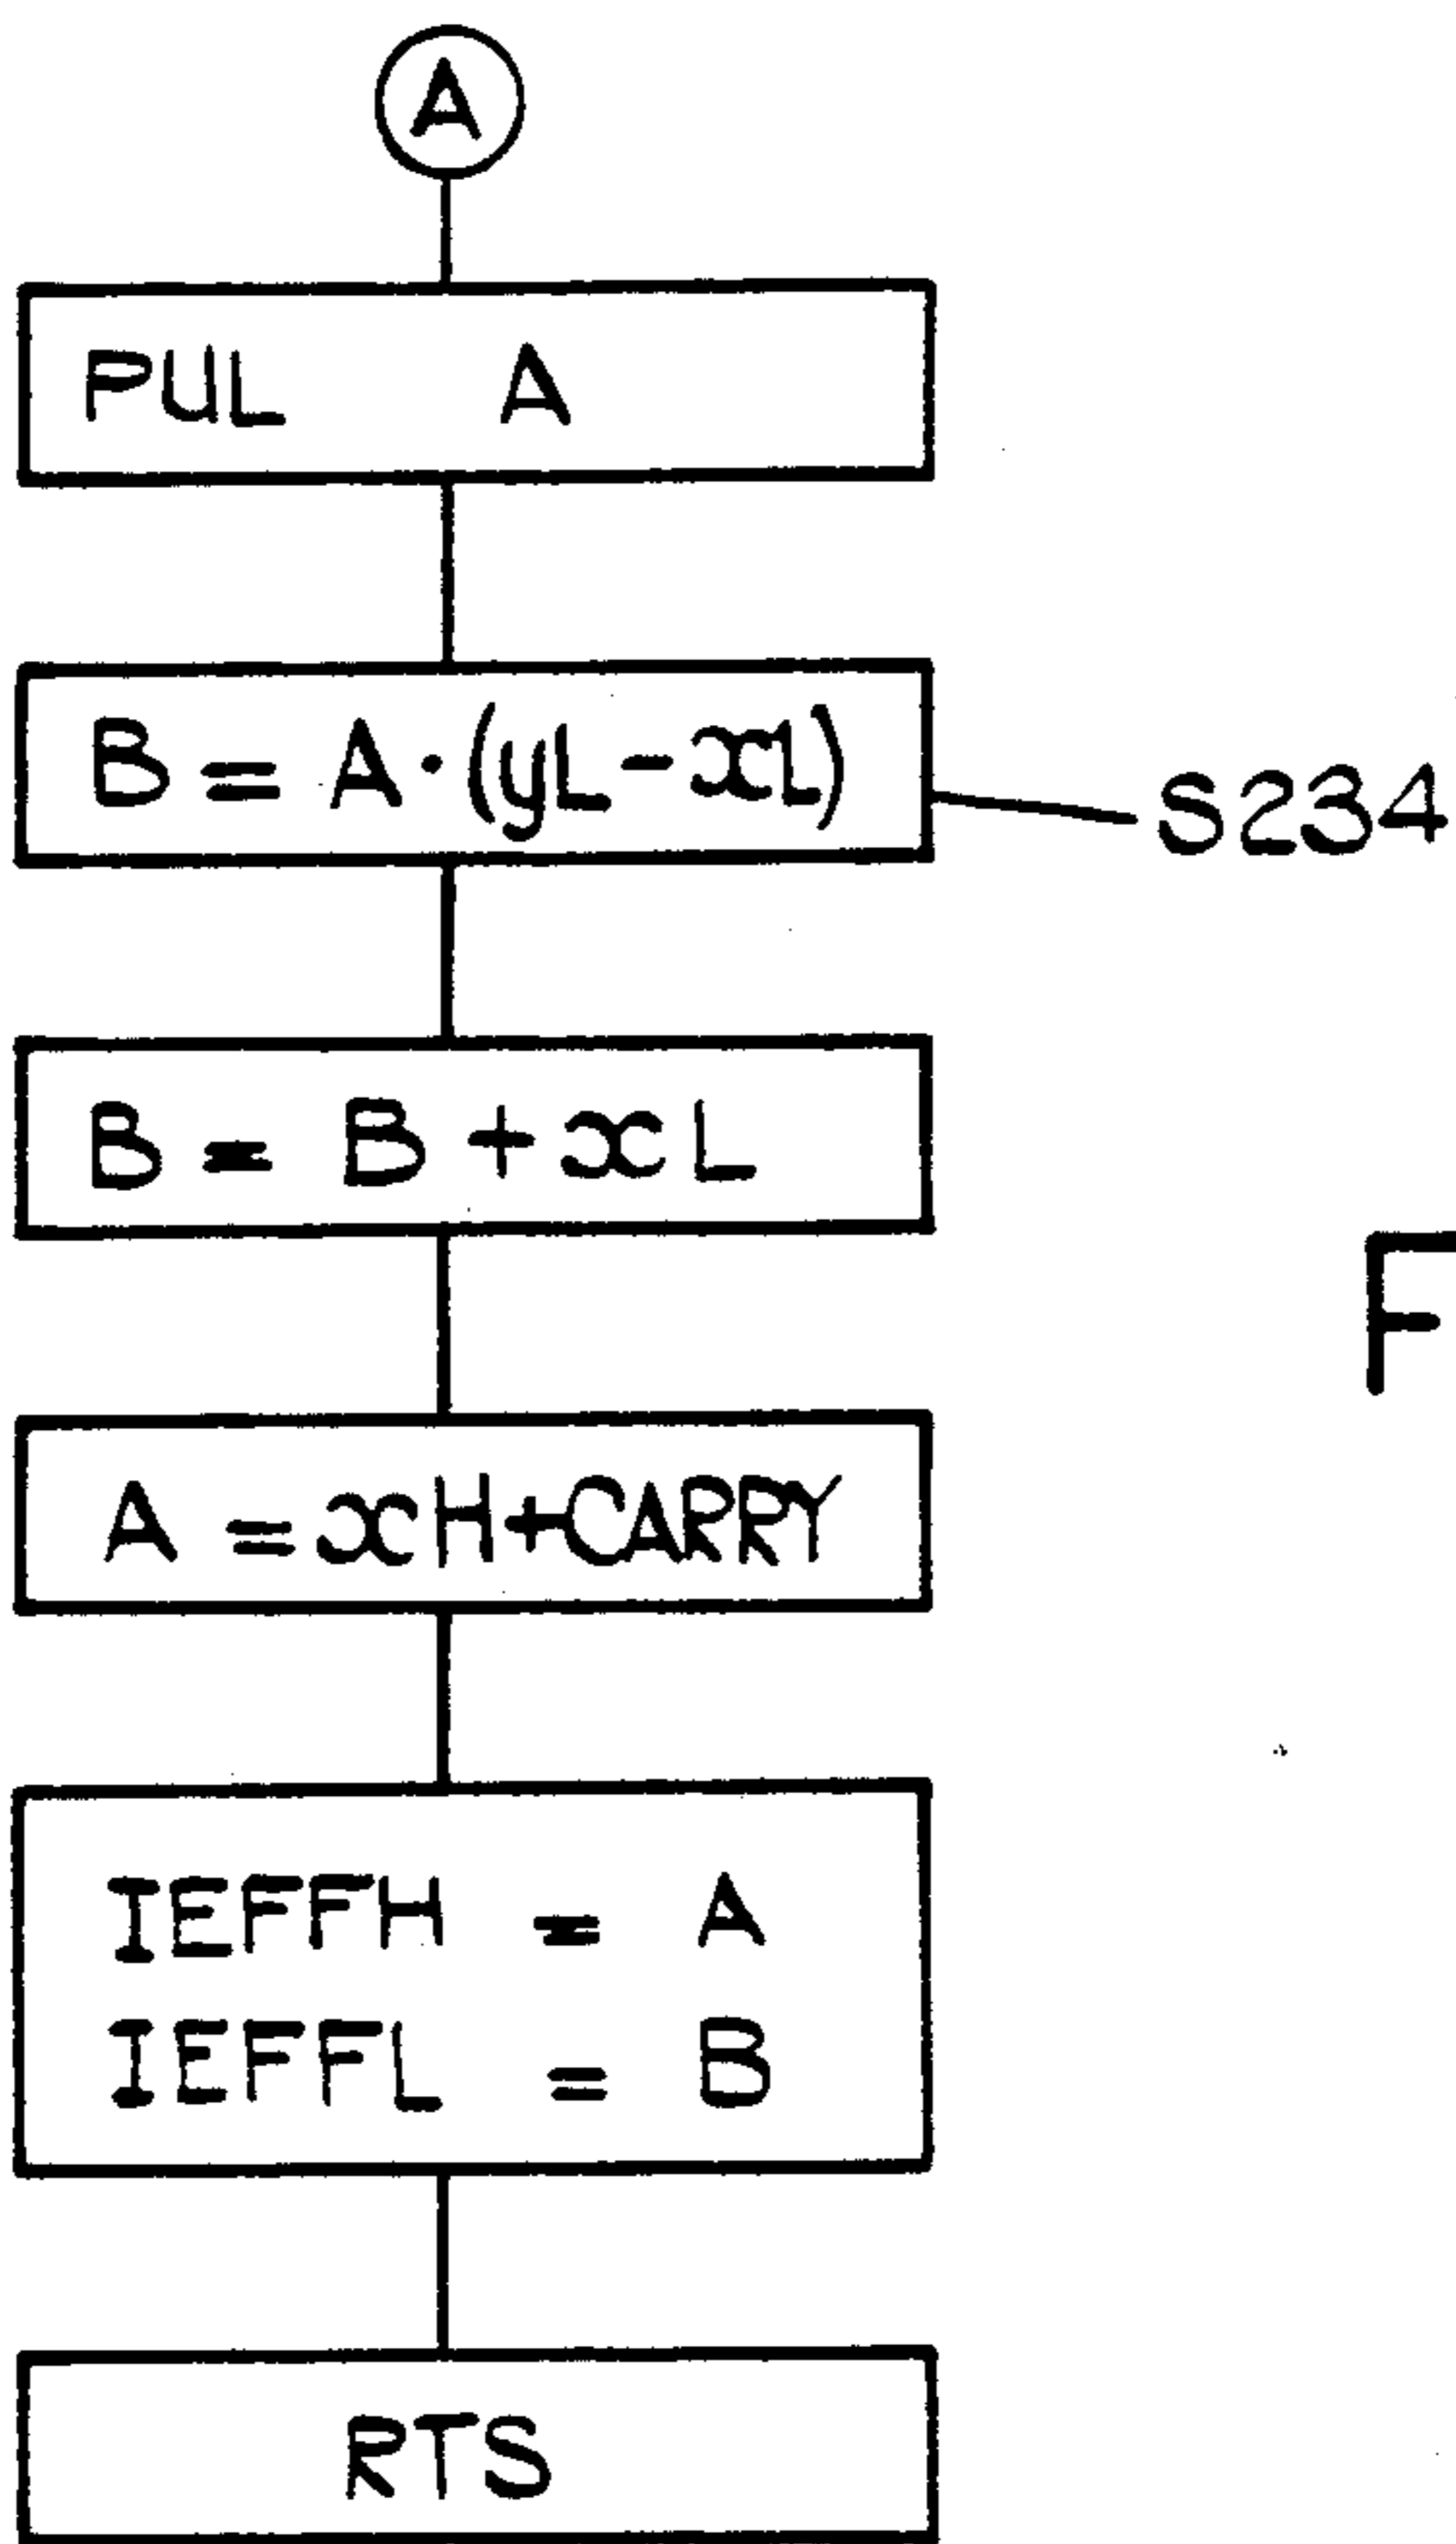 A
PUL A
B = A·(yL-xL)
S234
B = B + xL
F
A = xH+CARRY
IEFFH = A
IEFFL = B
RTS